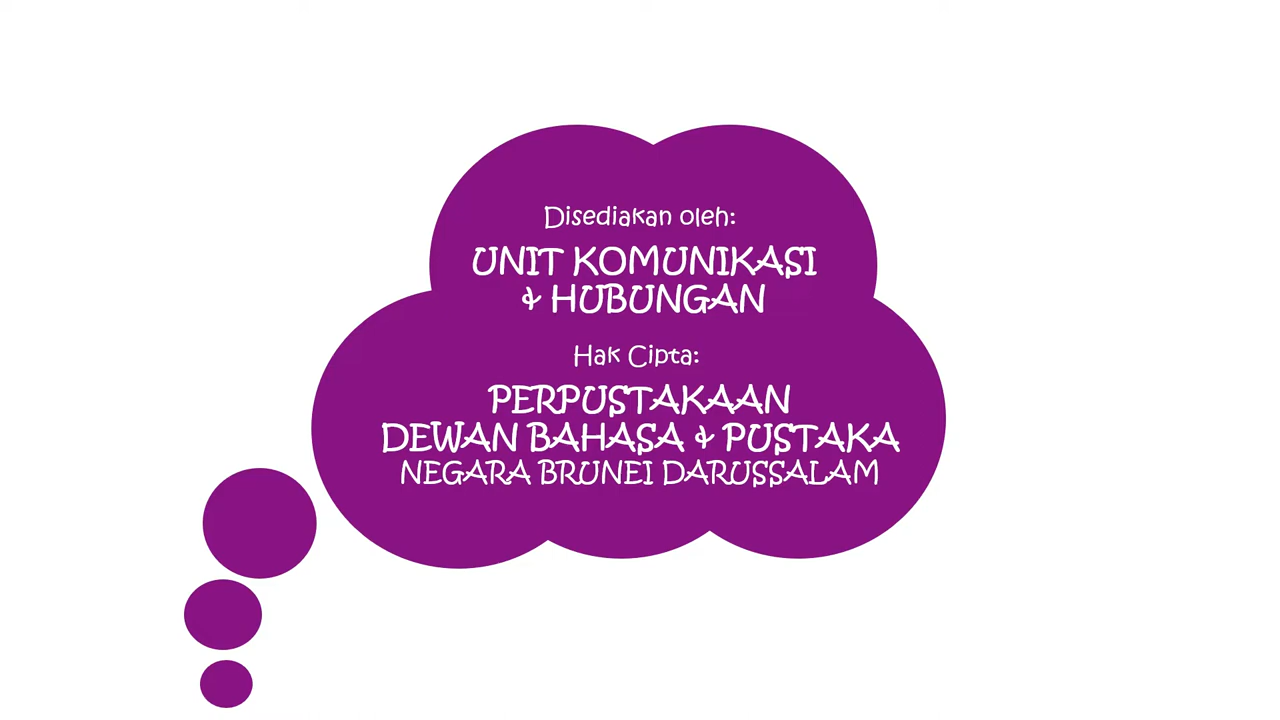 Disediakan oleh:
UNIT KOMUNIKASI
& HUBUNGAN
Hak Cipta:
PERPUSTAKAAN
DEWAN BAHASA & PUSTAKA
NEGARA BRUNEI DARUSSALAM